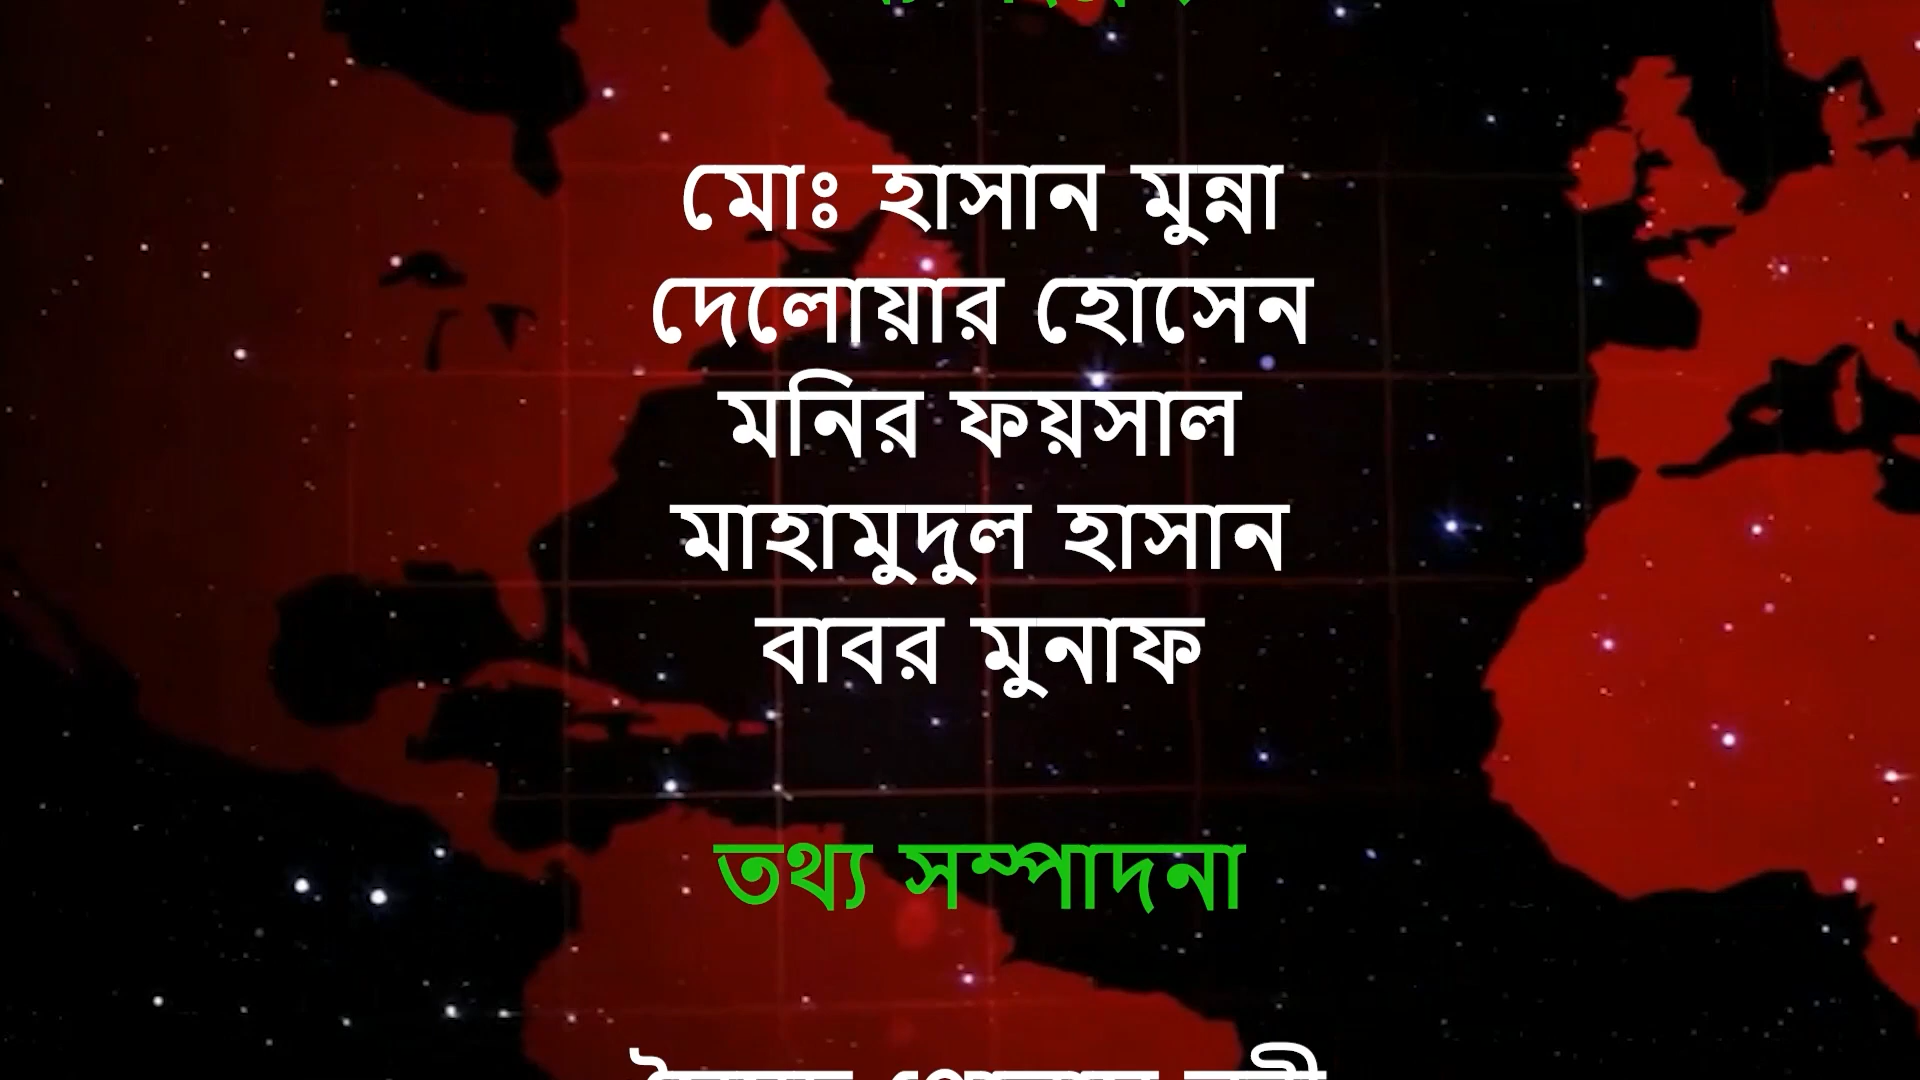 মোঃ হাসান মুন্না
দেলোয়ার হোসেন
মনির ফয়সাল
মাহামুদুল হাসান
বাবর মুনাফ
তথ্য সম্পাদনা